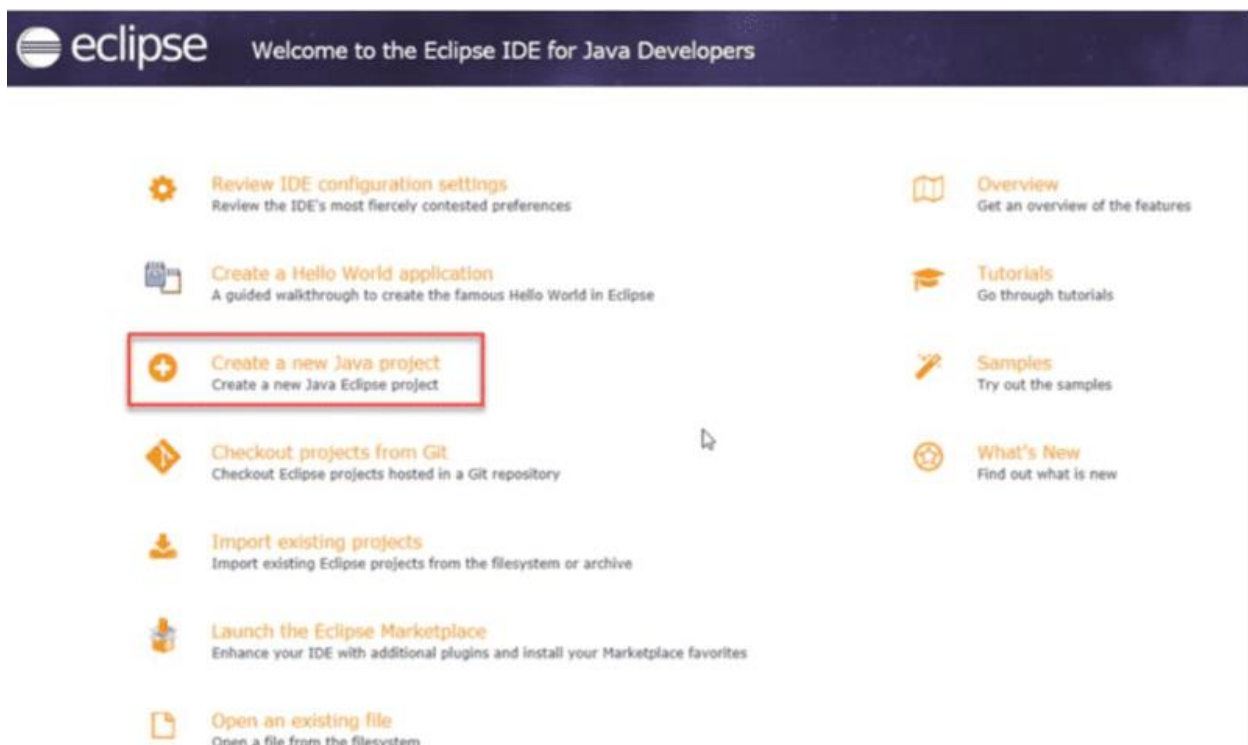 eclipse Welcome to the Eclipse IDE for Java Developers
Review IDE configuration settings
Review the IDE's most fiercely contested preferences
Create a Hello World application
A guided walkthrough to create the famous Hello World in Eclipse
Create a new Java project
Create a new Java Eclipse project
Checkout projects from Git
Checkout Eclipse projects hosted in a Git repository
Import existing projects
Import existing Eclipse projects from the filesystem or archive
Launch the Eclipse Marketplace
Enhance your IDE with additional plugins and install your Marketplace favorites
Open an existing file
Open a file from the filesystem
Overview
Get an overview of the features
Tutorials
Go through tutorials
Samples
Try out the samples
What's New
Find out what is new